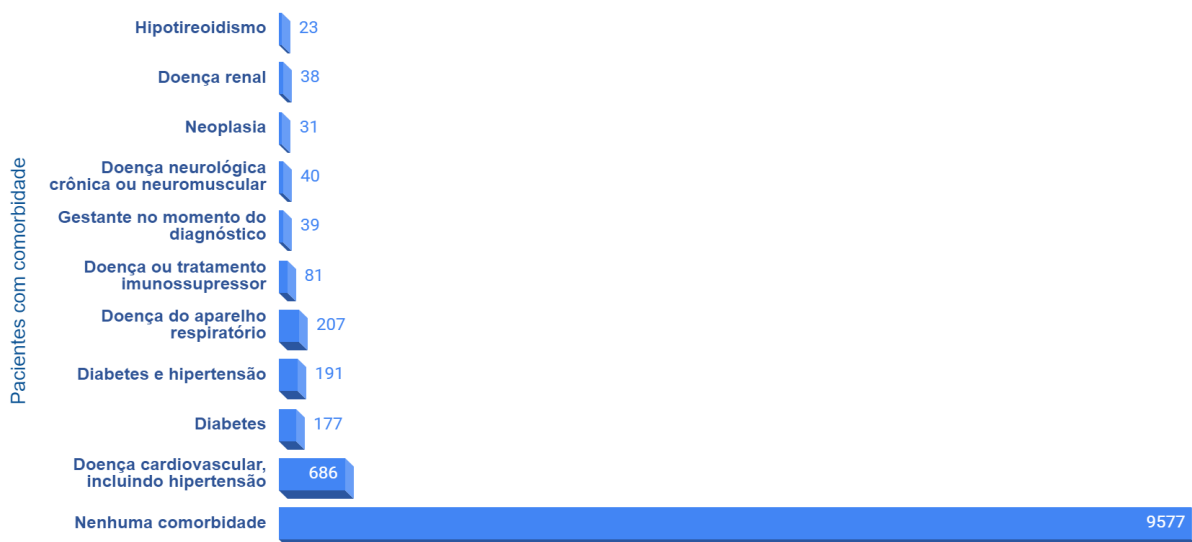 Pacientes com comorbidade
Hipotireoidismo 23
Doença renal 38
Neoplasia 31
Doença neurológica
crônica ou neuromuscular 40
Gestante no momento do
diagnóstico 39
Doença ou tratamento
imunossupressor 81
Doença do aparelho
respiratório 207
Diabetes e hipertensão 191
Diabetes 177
Doença cardiovascular,
incluindo hipertensão 686
Nenhuma comorbidade 9577